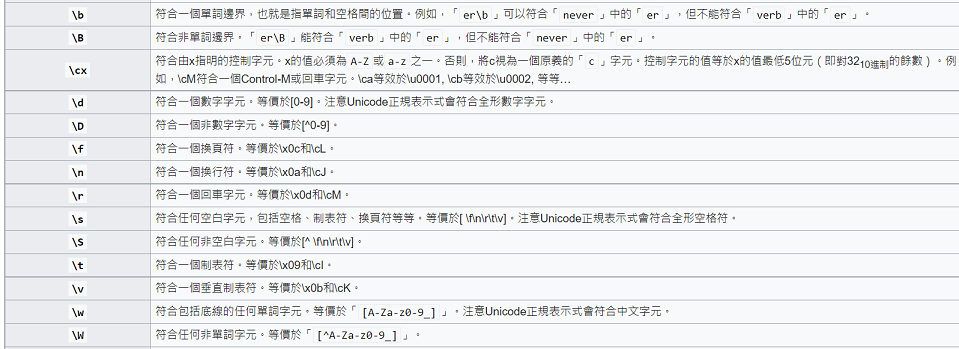 \b 符合一個單詞邊界，也就是指單詞和空格間的位置。例如，「er\b」可以符合「never」中的「er」，但不能符合「verb」中的「er」。
\B 符合非單詞邊界。「er\B」能符合「verb」中的「er」，但不能符合「never」中的「er」。
\cx 符合由x指明的控制字元。x的值必須為 A-Z 或 a-z 之一。否則，將c視為一個原義的「c」字元。控制字元的值等於x的值最低5位元（即對32₁₀進制的餘數）。例
如，\cM符合一個Control-M或回車字元。\ca等效於\u0001, \cb等效於\u0002, 等等…
\d 符合一個數字字元。等價於[0-9]。注意Unicode正規表示式會符合全形數字字元。
\D 符合一個非數字字元。等價於[^0-9]。
\f 符合一個換頁符。等價於\x0c和\cL。
\n 符合一個換行符。等價於\x0a和\cJ。
\r 符合一個回車字元。等價於\x0d和\cM。
\s 符合任何空白字元，包括空格、制表符、換頁符等等。等價於[ \f\n\r\t\v]。注意Unicode正規表示式會符合全形空格符。
\S 符合任何非空白字元。等價於[^ \f\n\r\t\v]。
\t 符合一個制表符。等價於\x09和\cI。
\v 符合一個垂直制表符。等價於\x0b和\cK。
\w 符合包括底線的任何單詞字元。等價於「[A-Za-z0-9_]」。注意Unicode正規表示式會符合中文字元。
\W 符合任何非單詞字元。等價於「[^A-Za-z0-9_]」。